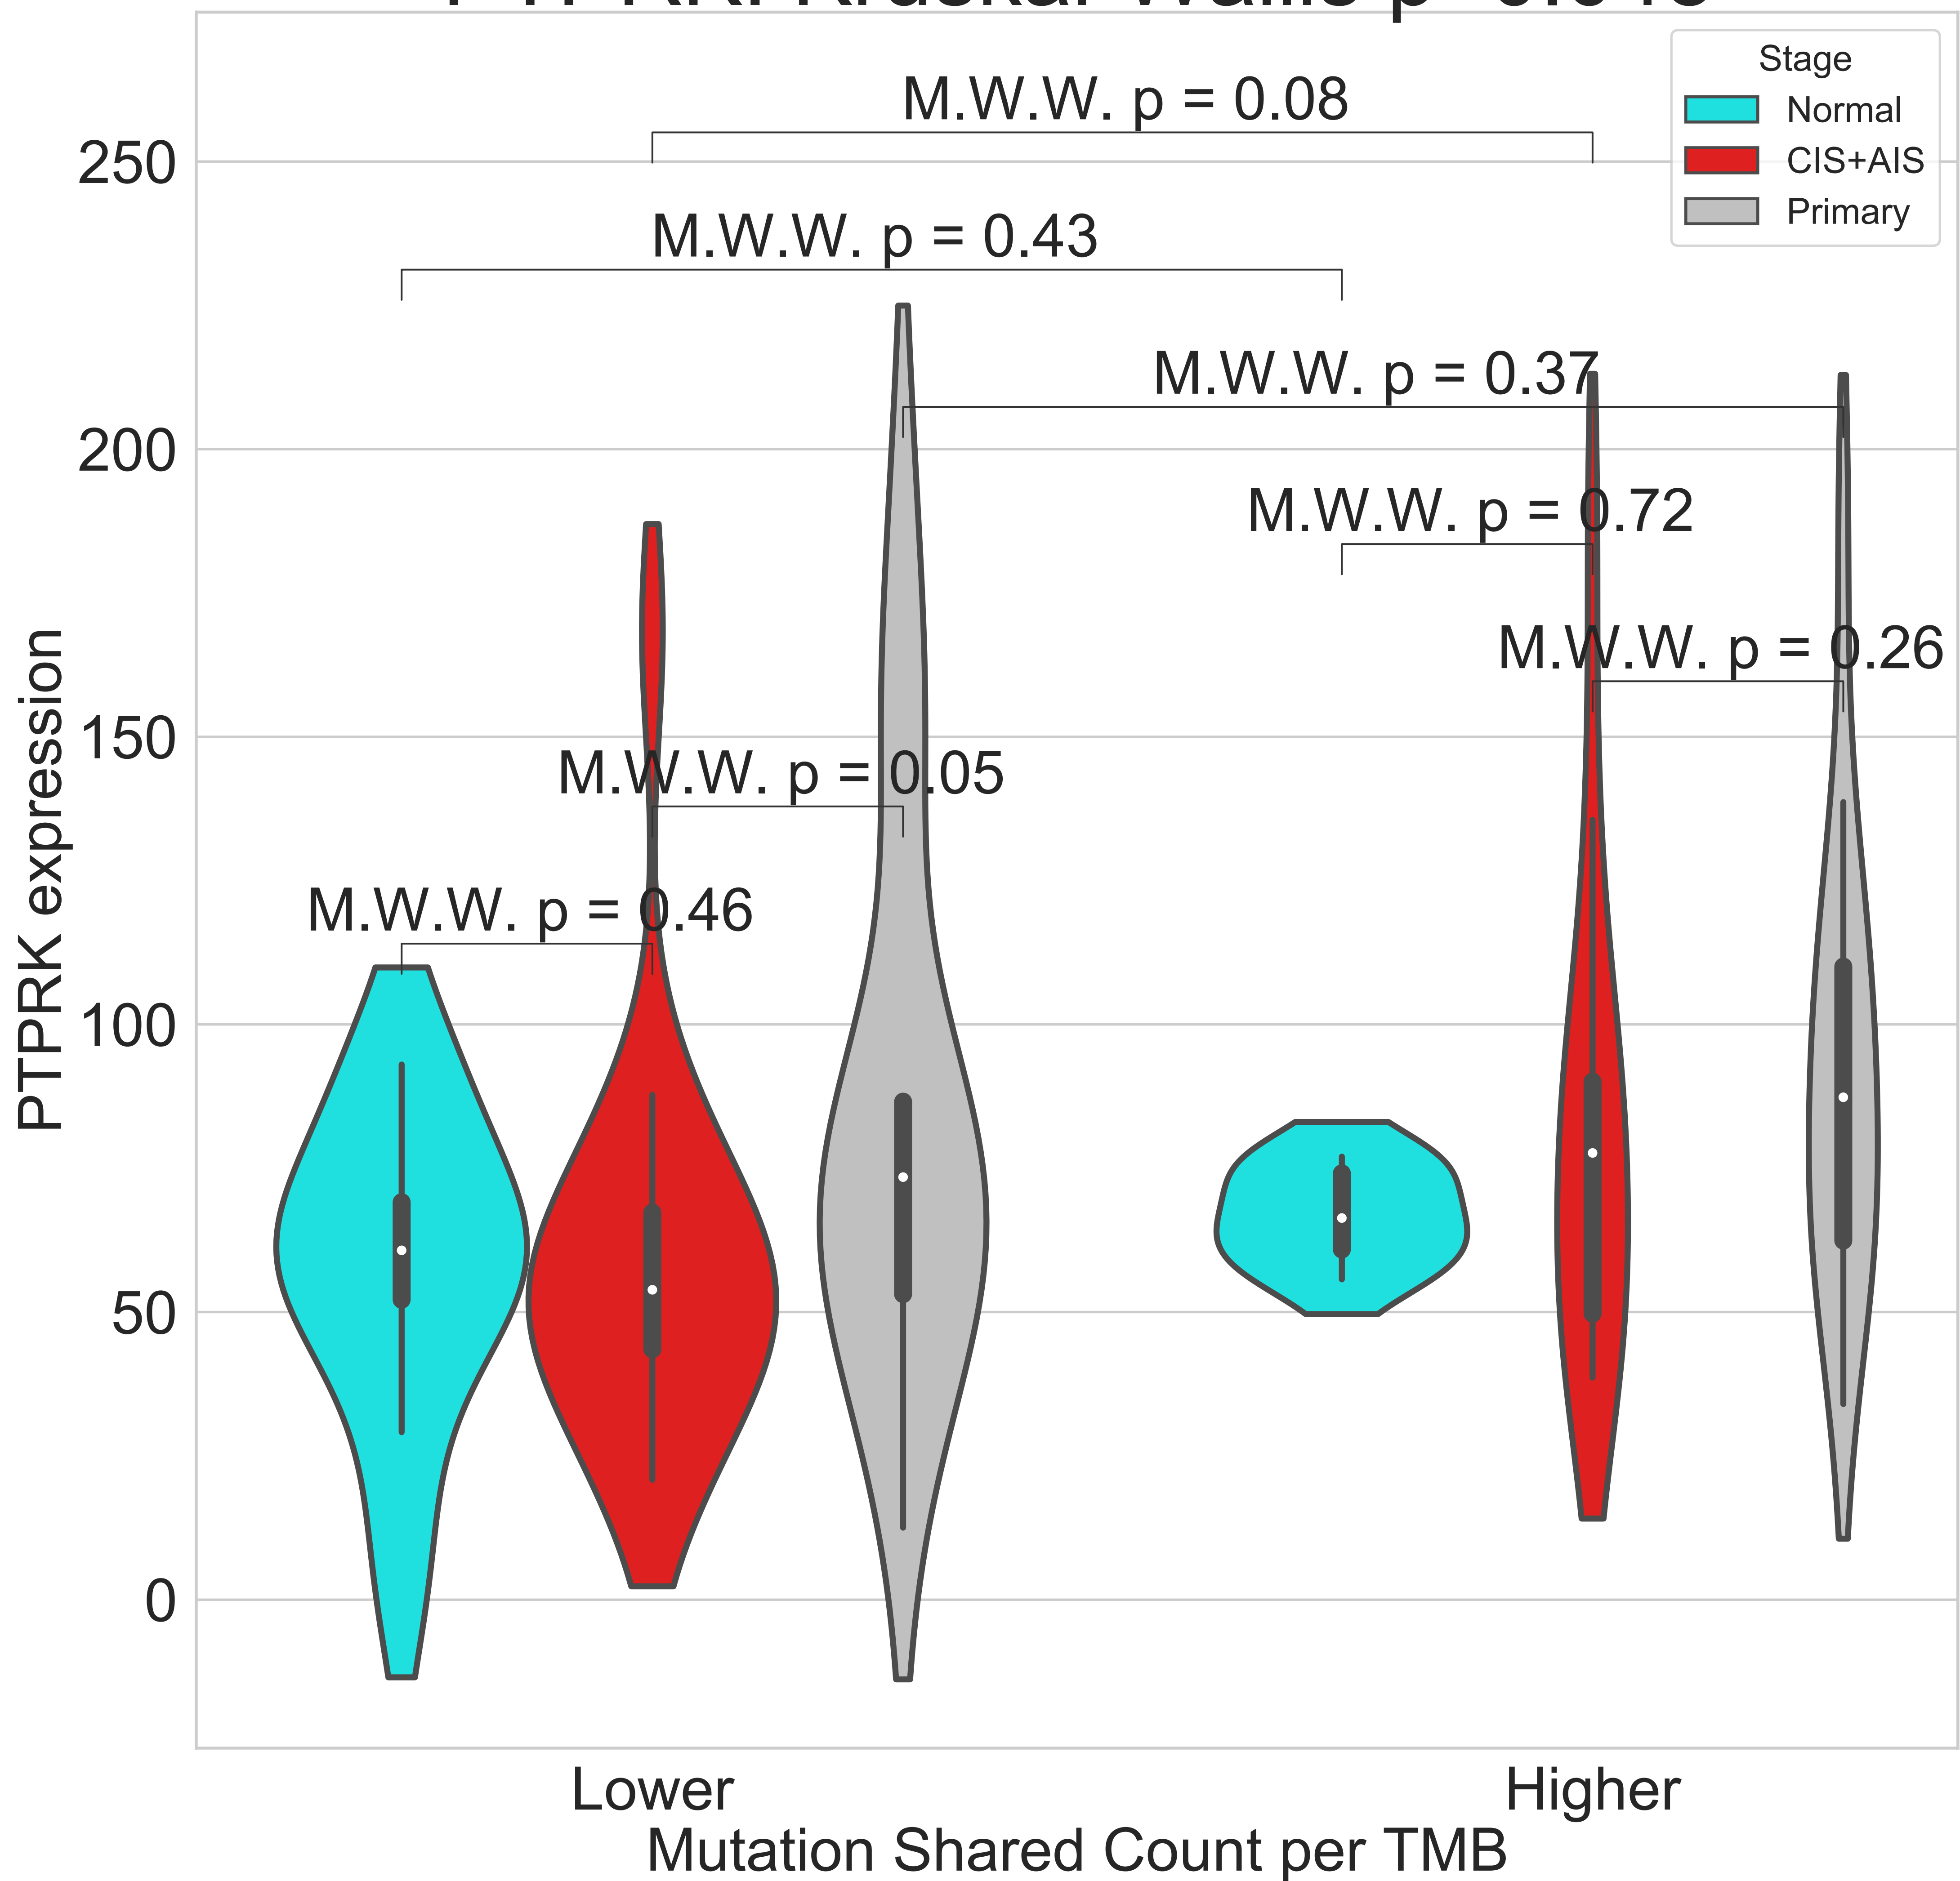 Stage
Normal
CIS+AIS
Primary
M.W.W. p = 0.08
M.W.W. p = 0.43
M.W.W. p = 0.37
M.W.W. p = 0.72
M.W.W. p = 0.26
M.W.W. p = 0.05
M.W.W. p = 0.46
250
200
150
100
50
0
PTPRK expression
Lower
Higher
Mutation Shared Count per TMB